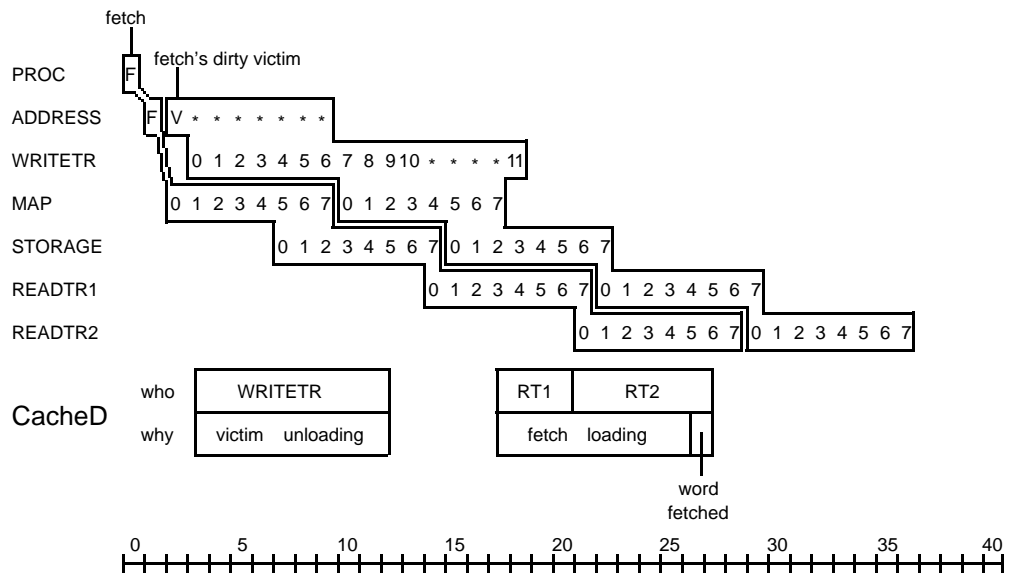 fetch
fetch's dirty victim
PROC F
ADDRESS F V * * * * * * *
WRITETR 0 1 2 3 4 5 6 7 8 9 10 * * * * 11
MAP 0 1 2 3 4 5 6 7 0 1 2 3 4 5 6 7
STORAGE 0 1 2 3 4 5 6 7 0 1 2 3 4 5 6 7
READTR1 0 1 2 3 4 5 6 7 0 1 2 3 4 5 6 7
READTR2 0 1 2 3 4 5 6 7 0 1 2 3 4 5 6 7
who WRITETR RT1 RT2
CacheD
why victim unloading fetch loading
word
fetched
0 5 10 15 20 25 30 35 40